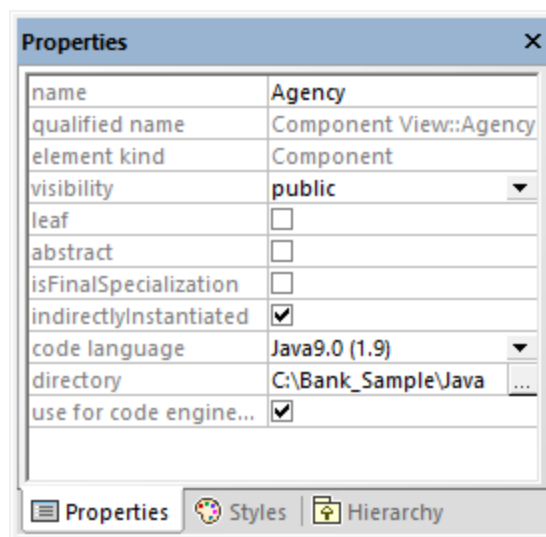 Properties
name Agency
qualified name Component View::Agency
element kind Component
visibility public
leaf
abstract
isFinalSpecialization
indirectlyInstantiated
code language Java9.0 (1.9)
directory C:\Bank_Sample\Java ...
use for code engine...
Properties Styles Hierarchy